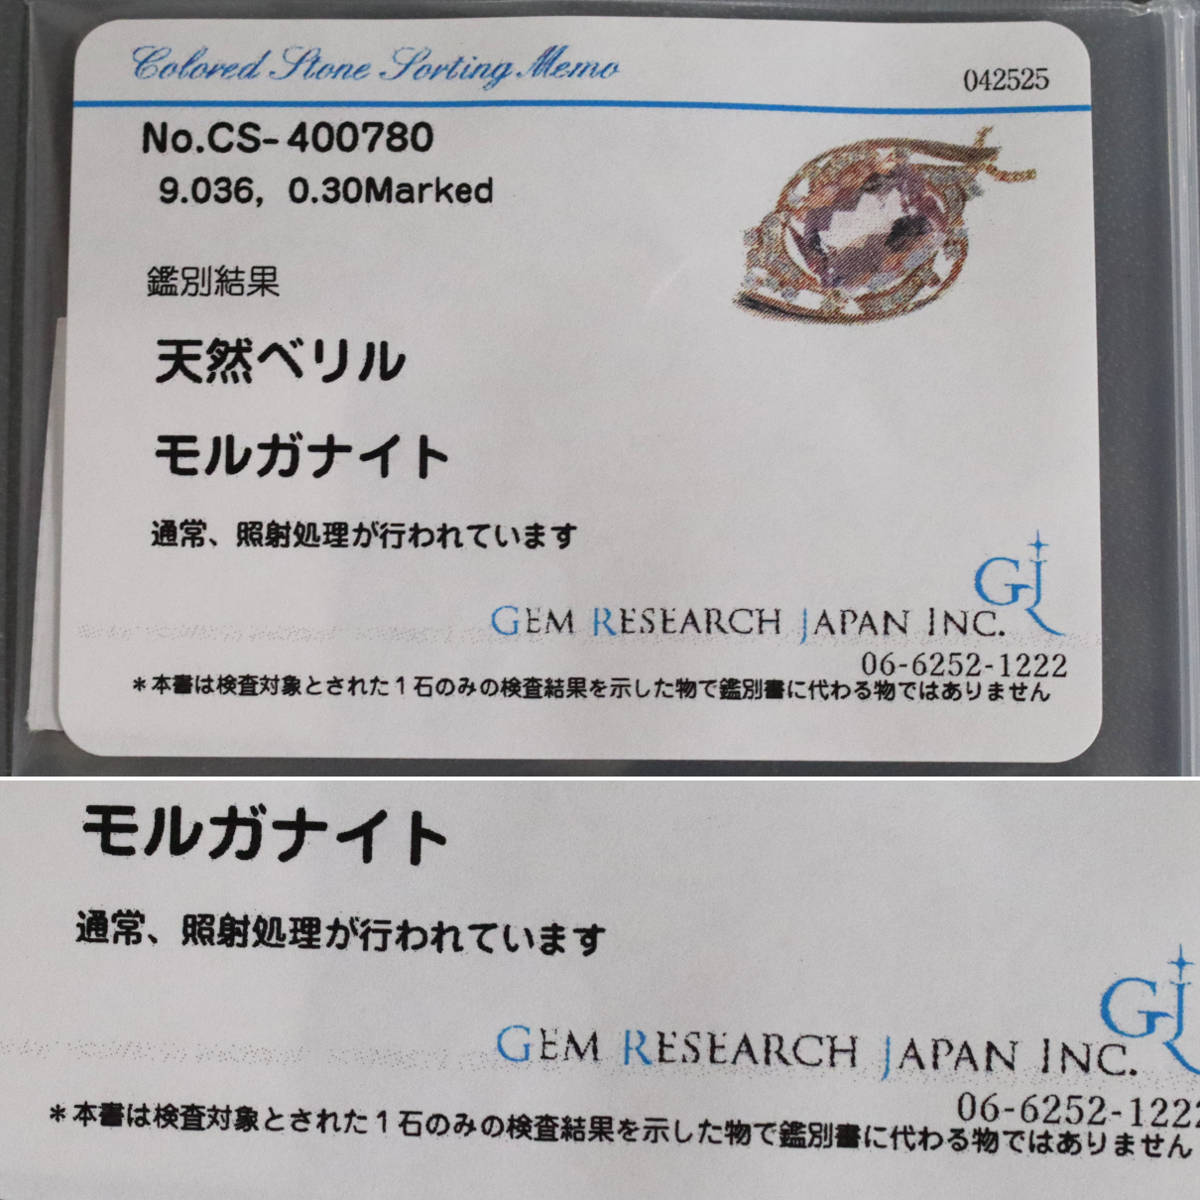 Colored Stone Sorting Memo
042525
No.CS-400780
9.036, 0.30Marked
鑑別結果
天然ベリル
モルガナイト
通常、照射処理が行われています
GJ
GEM RESEARCH JAPAN INC.
06-6252-1222
*本書は検査対象とされた1石のみの検査結果を示した物で鑑別書に代わる物ではありません
モルガナイト
通常、照射処理が行われています
GJ
GEM RESEARCH JAPAN INC.
06-6252-1222
*本書は検査対象とされた1石のみの検査結果を示した物で鑑別書に代わる物ではありません